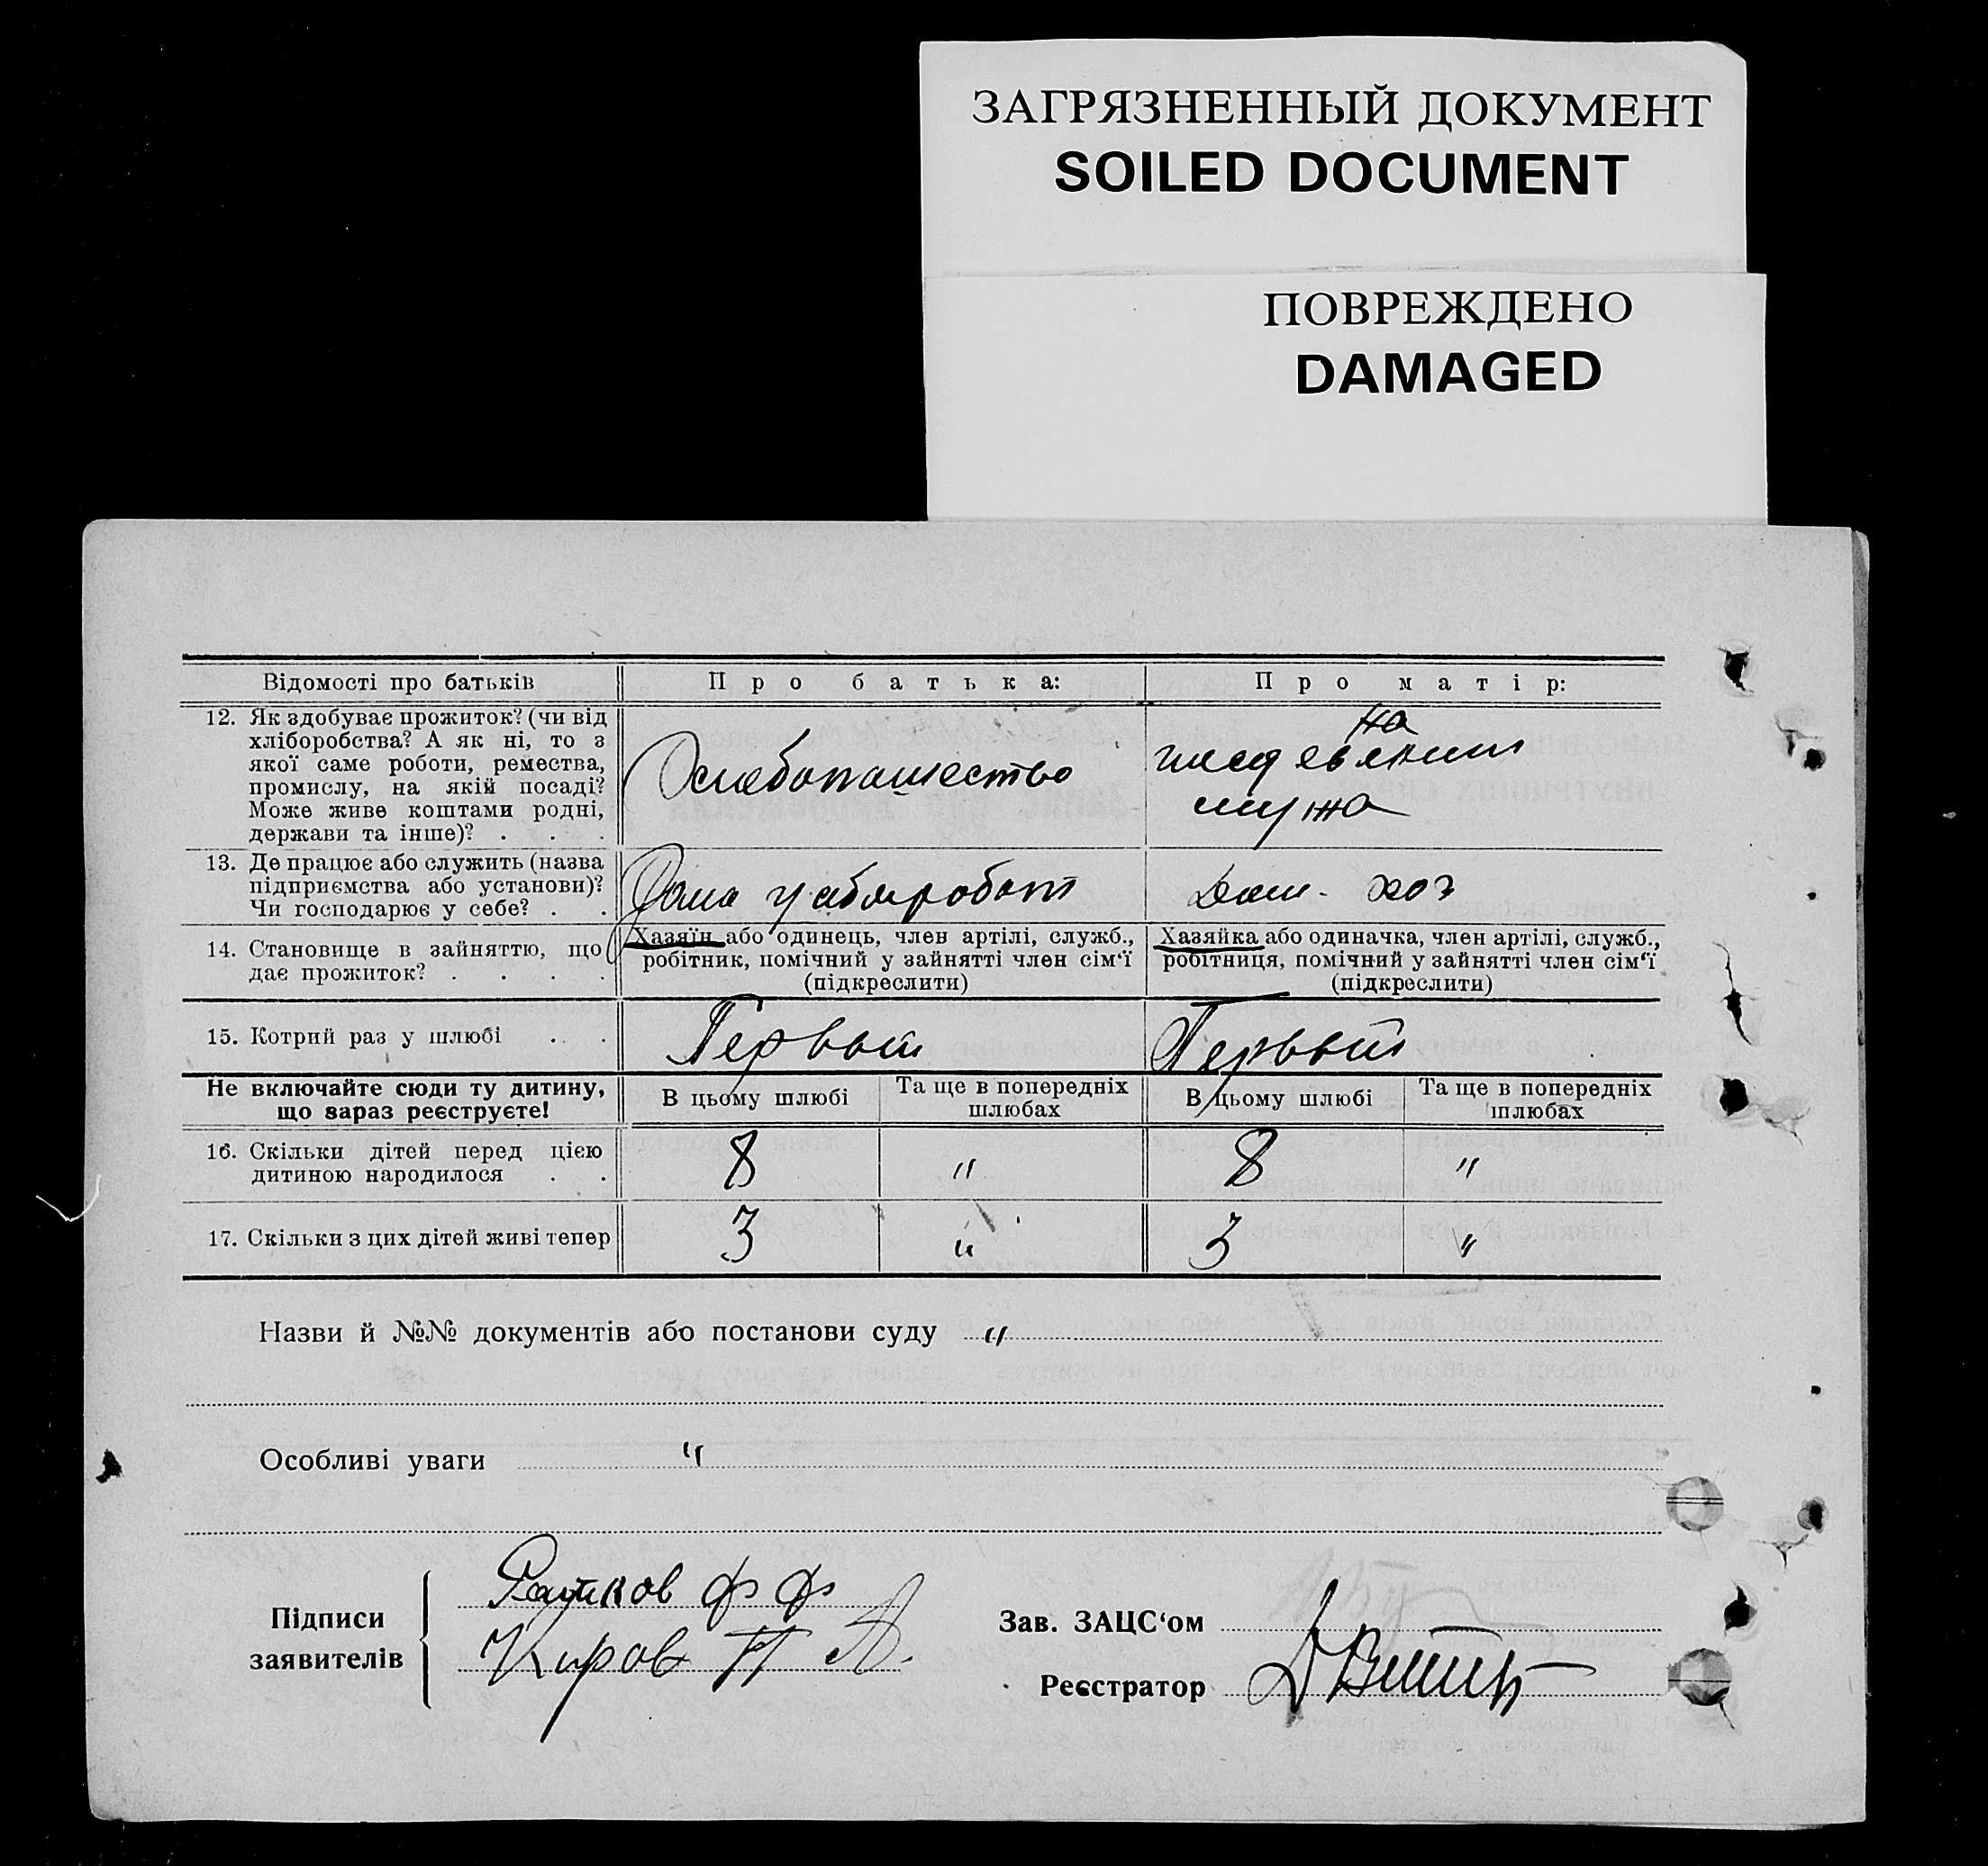 ЗАГРЯЗНЕННЫЙ ДОКУМЕНТ
SOILED DOCUMENT
ПОВРЕЖДЕНО
DAMAGED
Відомості про батьків
Про батька:
Про матір:
12. Як здобуває прожиток? (чи від
хліборобства? А як ні, то з
якої саме роботи, ремества,
промислу, на якій посаді?
Може живе коштами родні,
держави та інше)? . . .
на
иждевении
мужа
13. Де працює або служить (назва
підприємства або установи)?
Чи господарює у себе? . .
Дома
Дом. хоз
14. Становище в зайняттю, що
дає прожиток? . . . .
Хазяїн або одинець, член артілі, служб.,
робітник, помічний у зайнятті член сім'ї
(підкреслити)
Хазяйка або одиначка, член артілі, служб.,
робітниця, помічний у зайнятті член сім'ї
(підкреслити)
15. Котрий раз у шлюбі . .
Первый
Первый
Не включайте сюди ту дитину,
що зараз реєструєте!
В цьому шлюбі
Та ще в попередніх
шлюбах
В цьому шлюбі
Та ще в попередніх
шлюбах
16. Скільки дітей перед цією
дитиною народилося . .
8 " 8 "
17. Скільки з цих дітей живі тепер
3 " 3 "
Назви й №№ документів або постанови суду "
Особливі уваги "
Підписи
заявителів
Ратков Ф Ф
Киров П А.
Зав. ЗАЦС'ом
Реєстратор